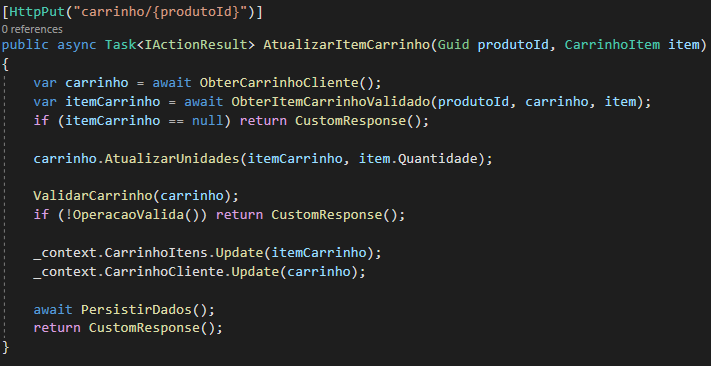 [HttpPut("carrinho/{produtoId}")]
0 references
public async Task<IActionResult> AtualizarItemCarrinho(Guid produtoId, CarrinhoItem item)
{
var carrinho = await ObterCarrinhoCliente();
var itemCarrinho = await ObterItemCarrinhoValidado(produtoId, carrinho, item);
if (itemCarrinho == null) return CustomResponse();
carrinho.AtualizarUnidades(itemCarrinho, item.Quantidade);
ValidarCarrinho(carrinho);
if (!OperacaoValida()) return CustomResponse();
_context.CarrinhoItens.Update(itemCarrinho);
_context.CarrinhoCliente.Update(carrinho);
await PersistirDados();
return CustomResponse();
}